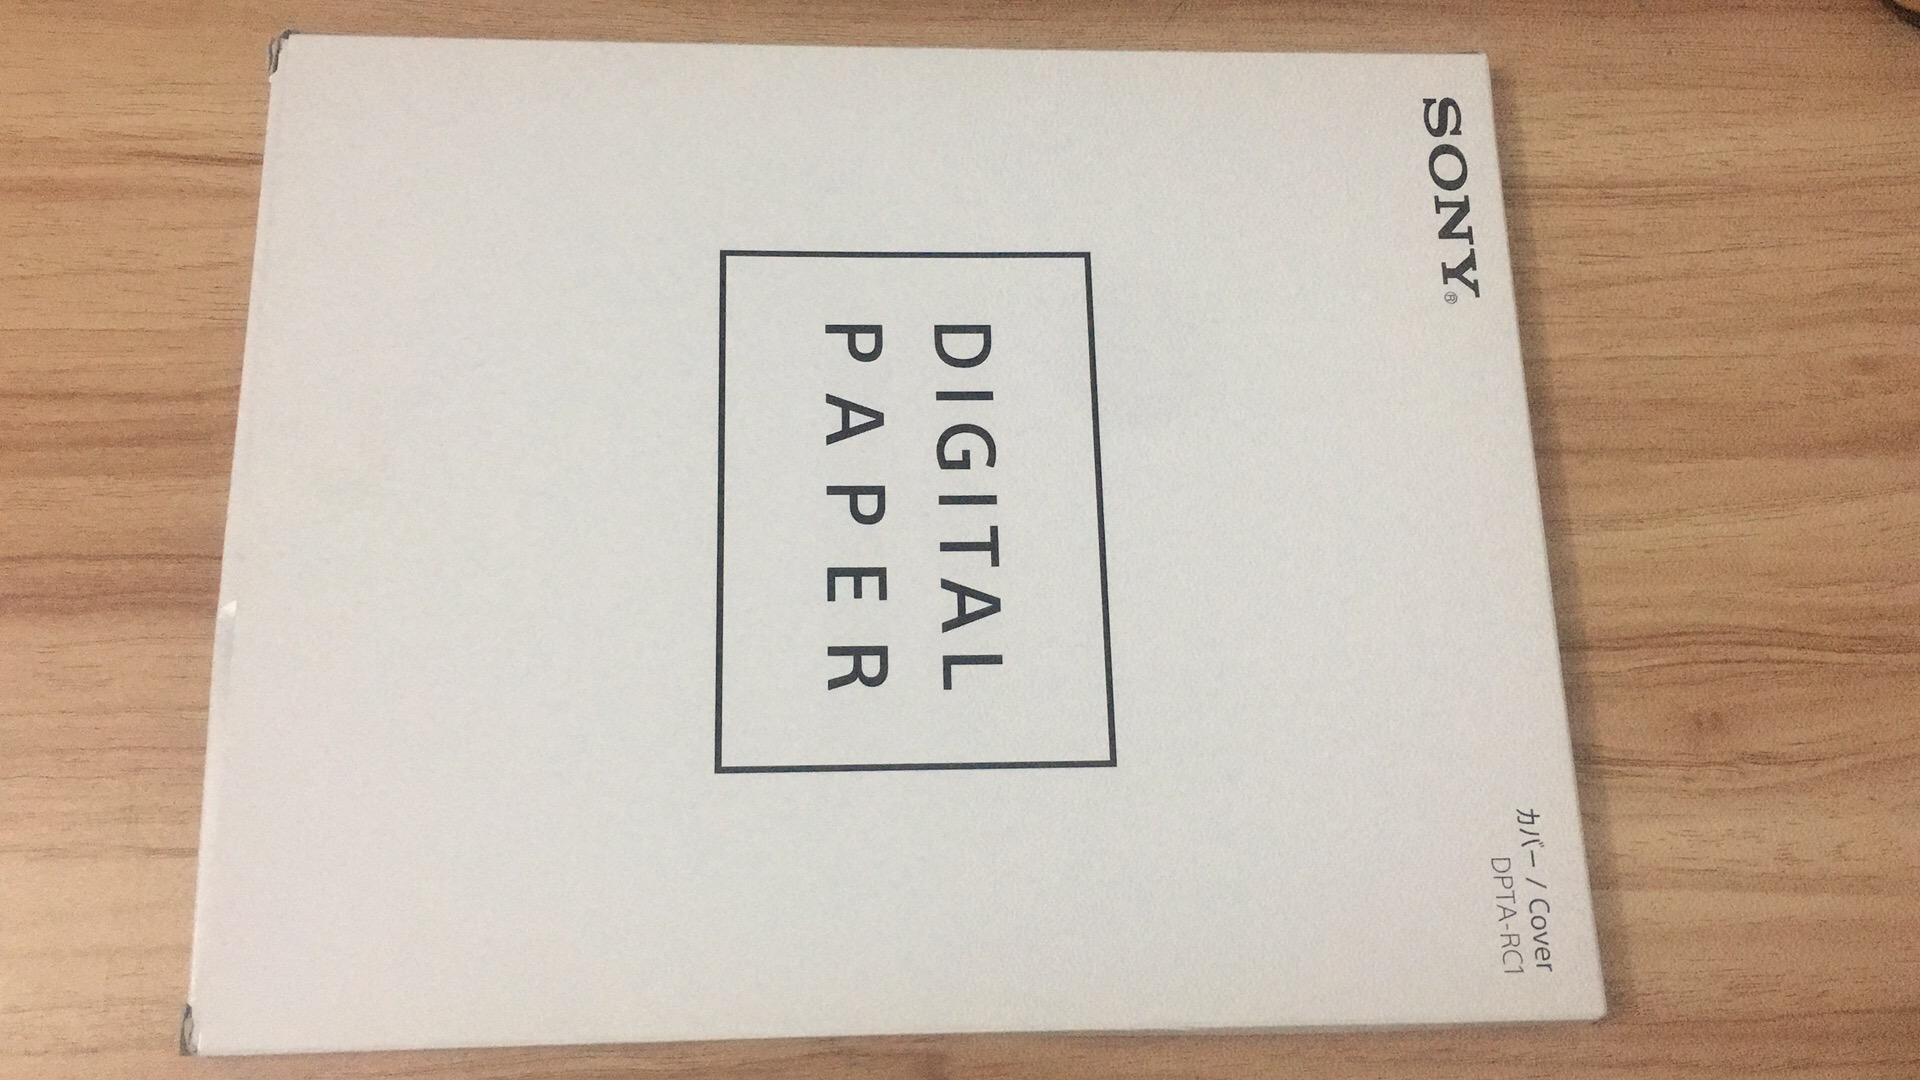 SONY®
DIGITAL
PAPER
カバー / Cover
DPTA-RC1